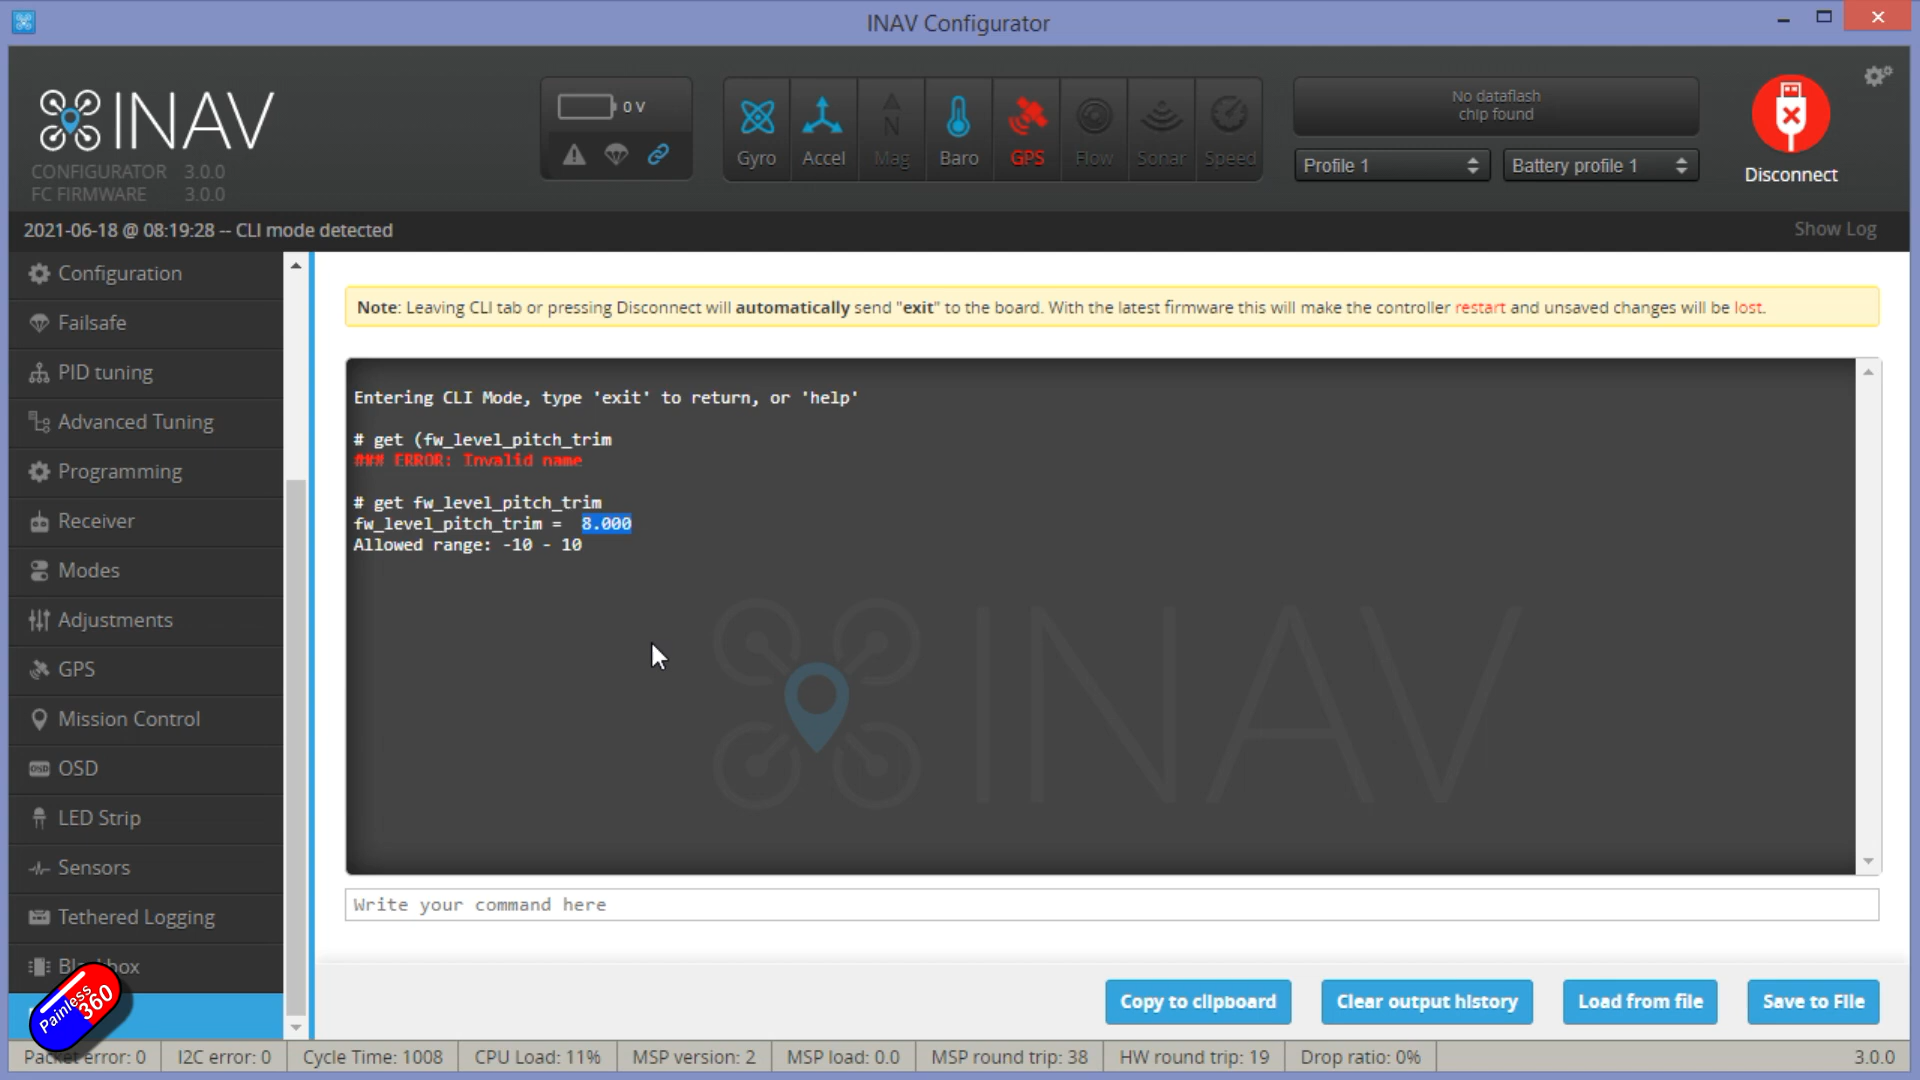 INAV Configurator
INAV
CONFIGURATOR 3.0.0
FC FIRMWARE 3.0.0
0 V
Gyro
Accel
Mag
Baro
GPS
Flow
Sonar
Speed
No dataflash
chip found
Profile 1
Battery profile 1
Disconnect
2021-06-18 @ 08:19:28 -- CLI mode detected
Show Log
Configuration
Failsafe
PID tuning
Advanced Tuning
Programming
Receiver
Modes
Adjustments
GPS
Mission Control
OSD
LED Strip
Sensors
Tethered Logging
Painless
360
Note: Leaving CLI tab or pressing Disconnect will automatically send "exit" to the board. With the latest firmware this will make the controller restart and unsaved changes will be lost.
Entering CLI Mode, type 'exit' to return, or 'help'
# get (fw_level_pitch_trim
### ERROR: Invalid name
# get fw_level_pitch_trim
fw_level_pitch_trim = 8.000
Allowed range: -10 - 10
INAV
Write your command here
Copy to clipboard
Clear output history
Load from file
Save to File
Packet error: 0
I2C error: 0
Cycle Time: 1008
CPU Load: 11%
MSP version: 2
MSP load: 0.0
MSP round trip: 38
HW round trip: 19
Drop ratio: 0%
3.0.0